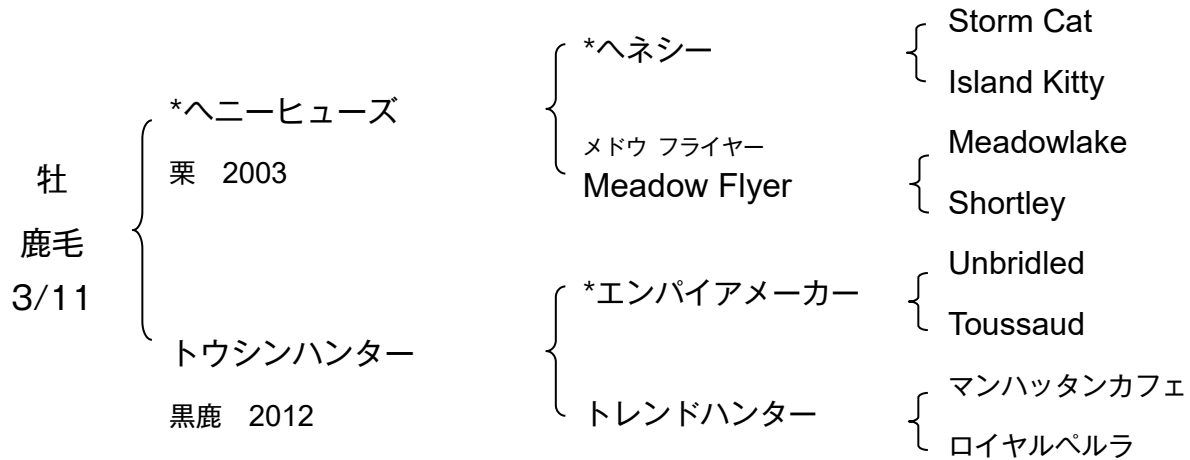 牡
鹿毛
3/11
*ヘニーヒューズ
栗　2003
トウシンハンター
黒鹿　2012
*ヘネシー
メドウ フライヤー
Meadow Flyer
*エンパイアメーカー
トレンドハンター
Storm Cat
Island Kitty
Meadowlake
Shortley
Unbridled
Toussaud
マンハッタンカフェ
ロイヤルペルラ